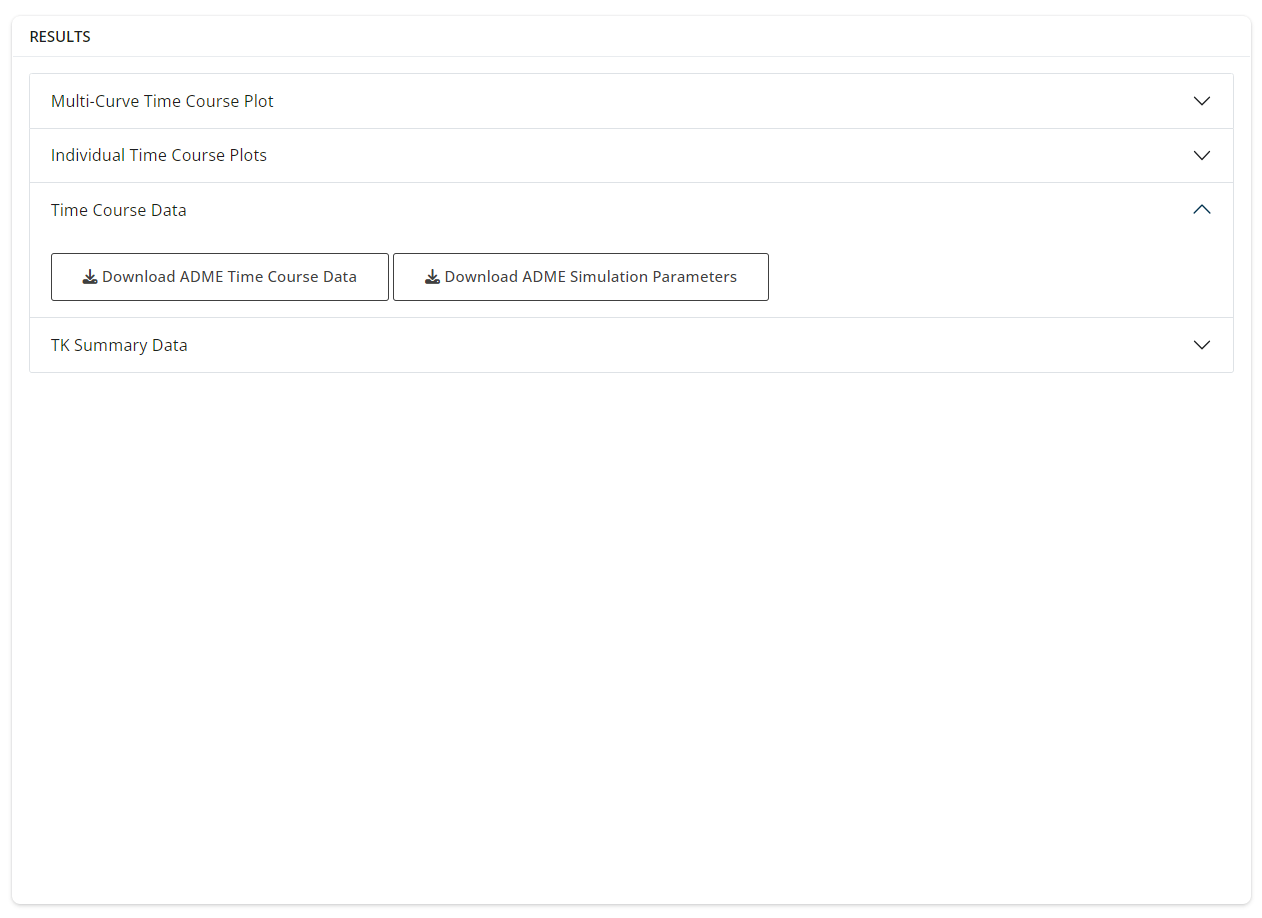 RESULTS
Multi-Curve Time Course Plot
Individual Time Course Plots
Time Course Data
Download ADME Time Course Data Download ADME Simulation Parameters
TK Summary Data